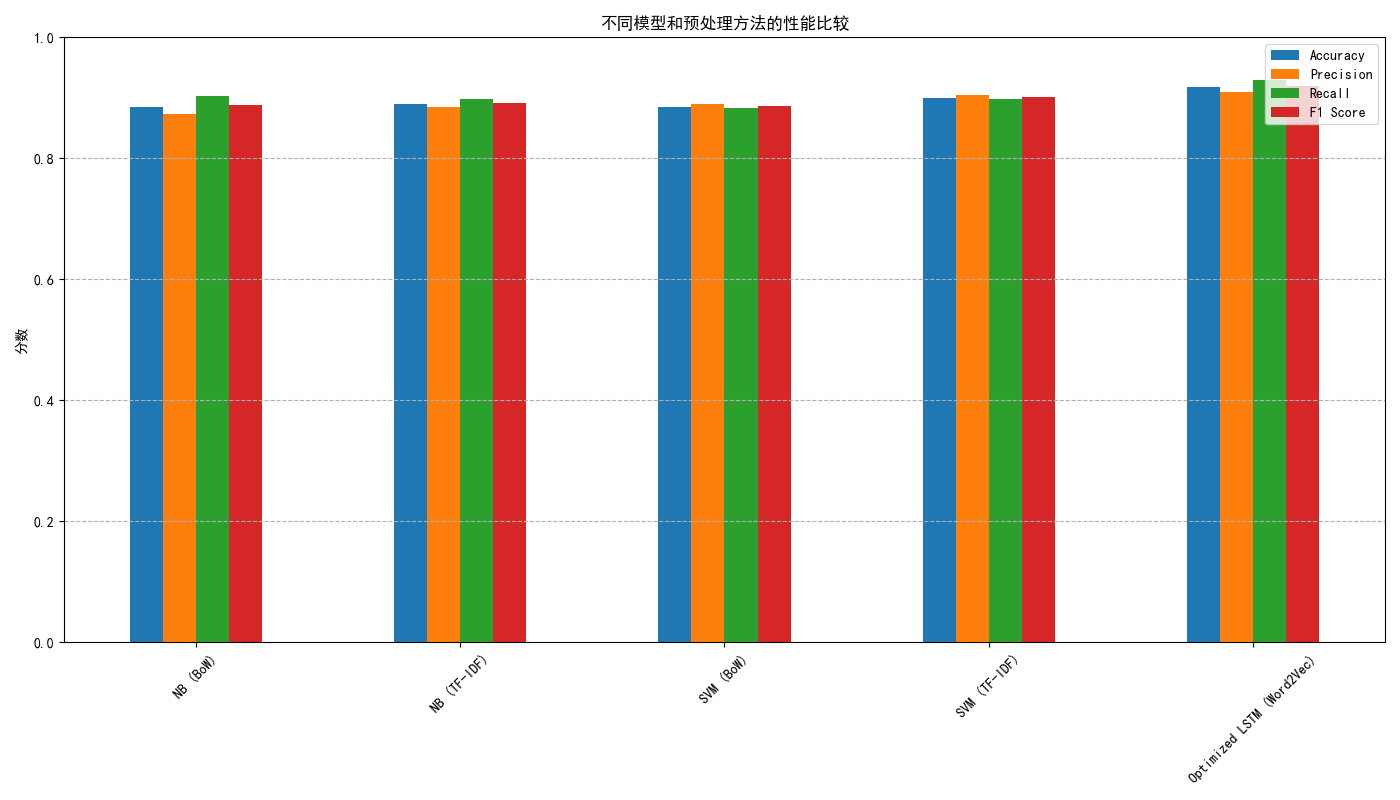 不同模型和预处理方法的性能比较
1.0
0.8
0.6
0.4
0.2
0.0
分数
Accuracy
Precision
Recall
F1 Score
NB (BoW)
NB (TF-IDF)
SVM (BoW)
SVM (TF-IDF)
Optimized LSTM (Word2Vec)